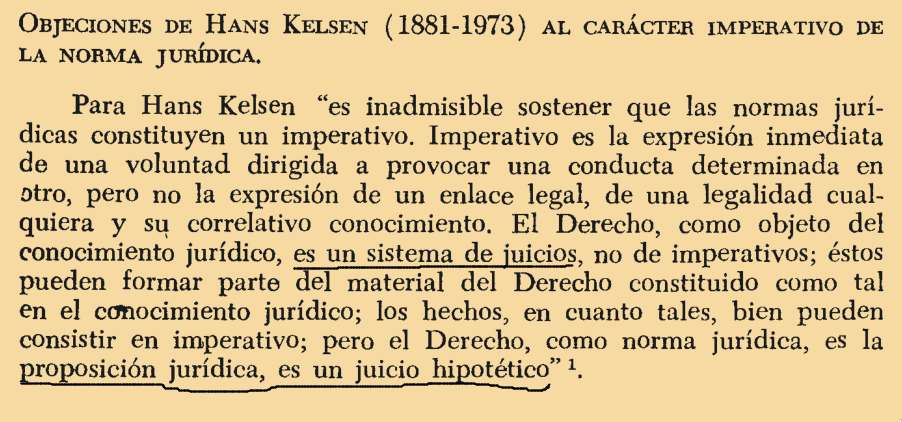 OBJECIONES DE HANS KELSEN (1881-1973) AL CARÁCTER IMPERATIVO DE
LA NORMA JURÍDICA.
Para Hans Kelsen “es inadmisible sostener que las normas jurí-
dicas constituyen un imperativo. Imperativo es la expresión inmediata
de una voluntad dirigida a provocar una conducta determinada en
otro, pero no la expresión de un enlace legal, de una legalidad cual-
quiera y su correlativo conocimiento. El Derecho, como objeto del
conocimiento jurídico, es un sistema de juicios, no de imperativos; éstos
pueden formar parte del material del Derecho constituido como tal
en el conocimiento jurídico; los hechos, en cuanto tales, bien pueden
consistir en imperativo; pero el Derecho, como norma jurídica, es la
proposición jurídica, es un juicio hipotético” ¹.